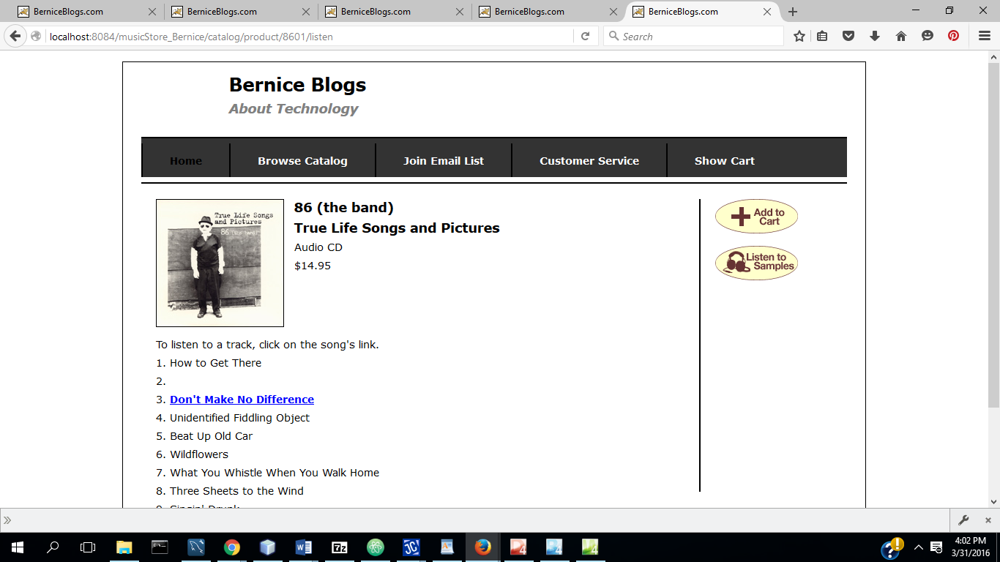 BerniceBlogs.com BerniceBlogs.com BerniceBlogs.com BerniceBlogs.com BerniceBlogs.com
localhost:8084/musicStore_Bernice/catalog/product/8601/listen Search
Bernice Blogs
About Technology
Home Browse Catalog Join Email List Customer Service Show Cart
True Life Songs
and Pictures
86 (the band)
86 (the band)
True Life Songs and Pictures
Audio CD
$14.95
Add to
Cart
Listen to
Samples
To listen to a track, click on the song's link.
1. How to Get There
2.
3. Don't Make No Difference
4. Unidentified Fiddling Object
5. Beat Up Old Car
6. Wildflowers
7. What You Whistle When You Walk Home
8. Three Sheets to the Wind
9. Singin' Drunk
4:02 PM
3/31/2016